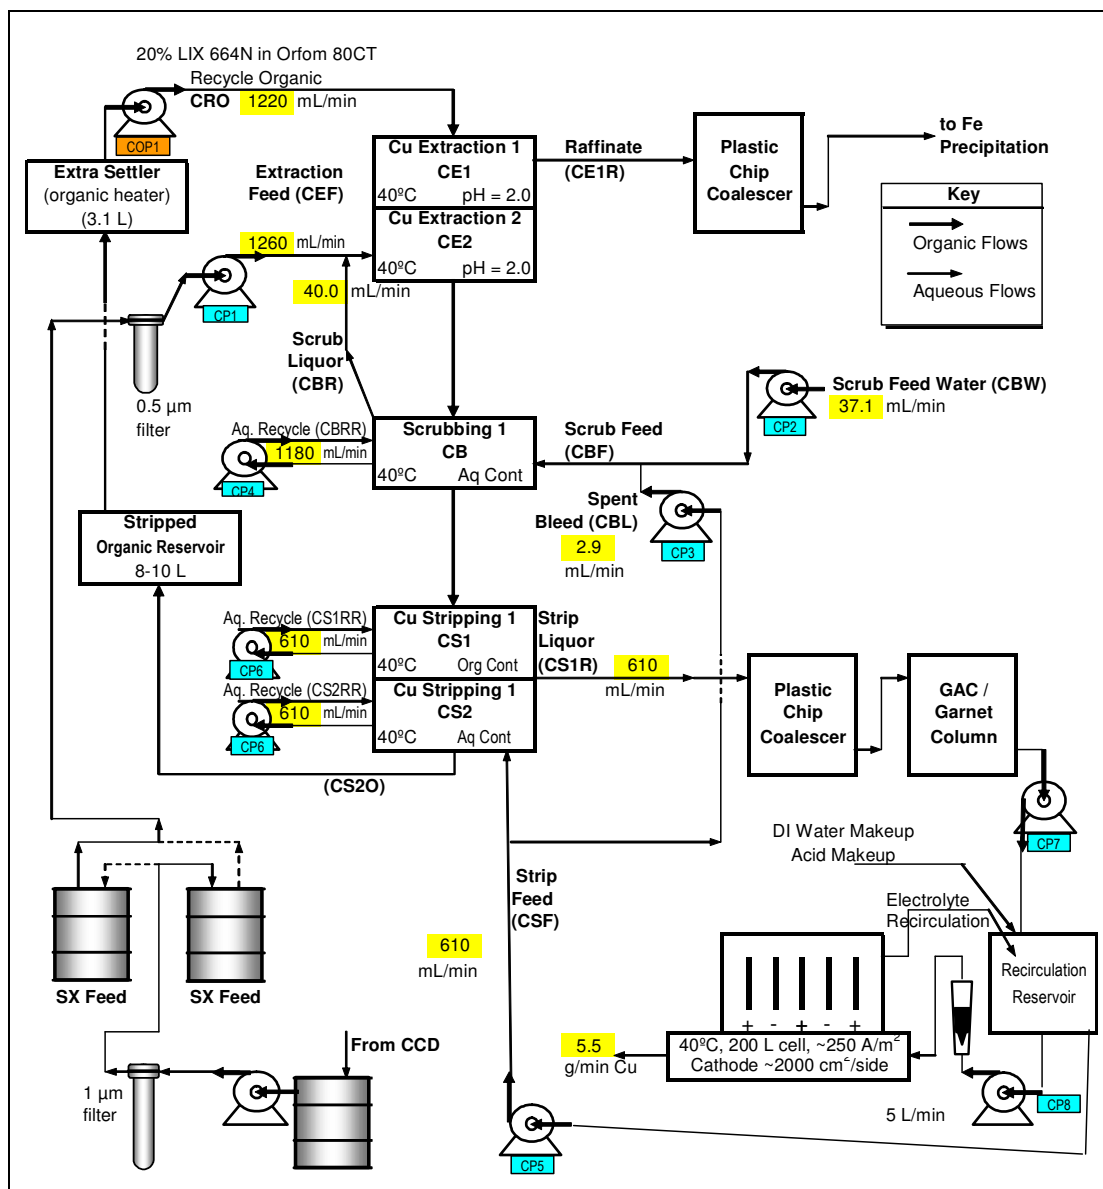 20% LIX 664N in Orfom 80CT
Recycle Organic
CRO 1220 mL/min
COP1
Extra Settler
(organic heater)
(3.1 L)
Extraction
Feed (CEF)
1260 mL/min
CP1
40.0 mL/min
Cu Extraction 1
CE1
40ºC pH = 2.0
Cu Extraction 2
CE2
40ºC pH = 2.0
Raffinate
(CE1R)
Plastic
Chip
Coalescer
to Fe
Precipitation
Key
Organic Flows
Aqueous Flows
0.5 µm
filter
Scrub
Liquor
(CBR)
Aq. Recycle (CBRR)
1180 mL/min
CP4
Scrubbing 1
CB
40ºC Aq Cont
Scrub Feed
(CBF)
CP2
Scrub Feed Water (CBW)
37.1 mL/min
Spent
Bleed (CBL)
2.9
mL/min
CP3
Stripped
Organic Reservoir
8-10 L
Aq. Recycle (CS1RR)
610 mL/min
CP6
Aq. Recycle (CS2RR)
610 mL/min
CP6
Cu Stripping 1
CS1
40ºC Org Cont
Cu Stripping 1
CS2
40ºC Aq Cont
Strip
Liquor
(CS1R)
610
mL/min
Plastic
Chip
Coalescer
GAC /
Garnet
Column
CP7
(CS2O)
DI Water Makeup
Acid Makeup
Electrolyte
Recirculation
Recirculation
Reservoir
Strip
Feed
(CSF)
610
mL/min
SX Feed
SX Feed
+ - + - +
40ºC, 200 L cell, ~250 A/m²
Cathode ~2000 cm²/side
5.5
g/min Cu
5 L/min
CP8
From CCD
1 µm
filter
CP5